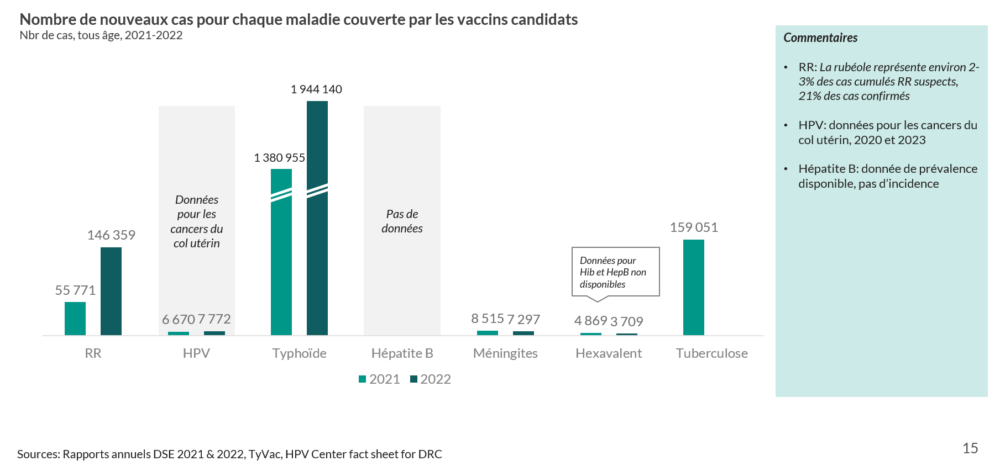 Nombre de nouveaux cas pour chaque maladie couverte par les vaccins candidats
Nbr de cas, tous âge, 2021-2022
1 944 140
1 380 955
Données
pour les
cancers du
col utérin
Pas de
données
146 359
55 771
6 670 7 772
8 515 7 297
Données pour
Hib et HepB non
disponibles
4 869 3 709
159 051
RR
HPV
Typhoïde
Hépatite B
Méningites
Hexavalent
Tuberculose
2021 2022
Commentaires
• RR: La rubéole représente environ 2-
3% des cas cumulés RR suspects,
21% des cas confirmés
• HPV: données pour les cancers du
col utérin, 2020 et 2023
• Hépatite B: donnée de prévalence
disponible, pas d’incidence
Sources: Rapports annuels DSE 2021 & 2022, TyVac, HPV Center fact sheet for DRC
15